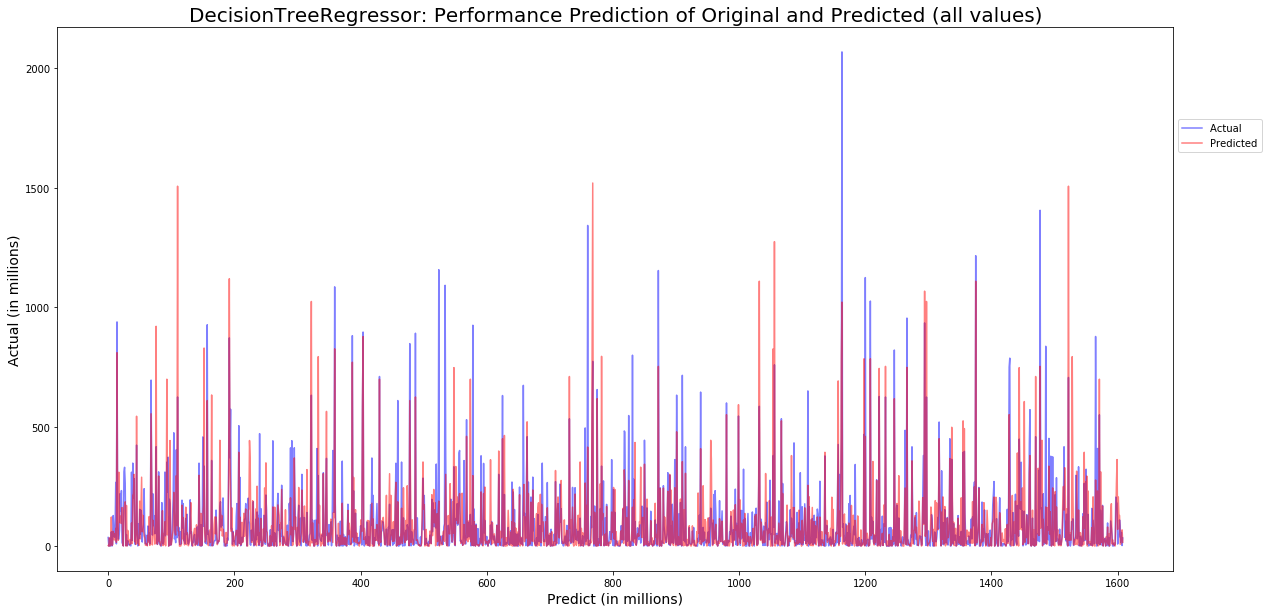 DecisionTreeRegressor: Performance Prediction of Original and Predicted (all values)
2000
1500
1000
500
0
Actual (in millions)
Actual
Predicted
0 200 400 600 800 1000 1200 1400 1600
Predict (in millions)